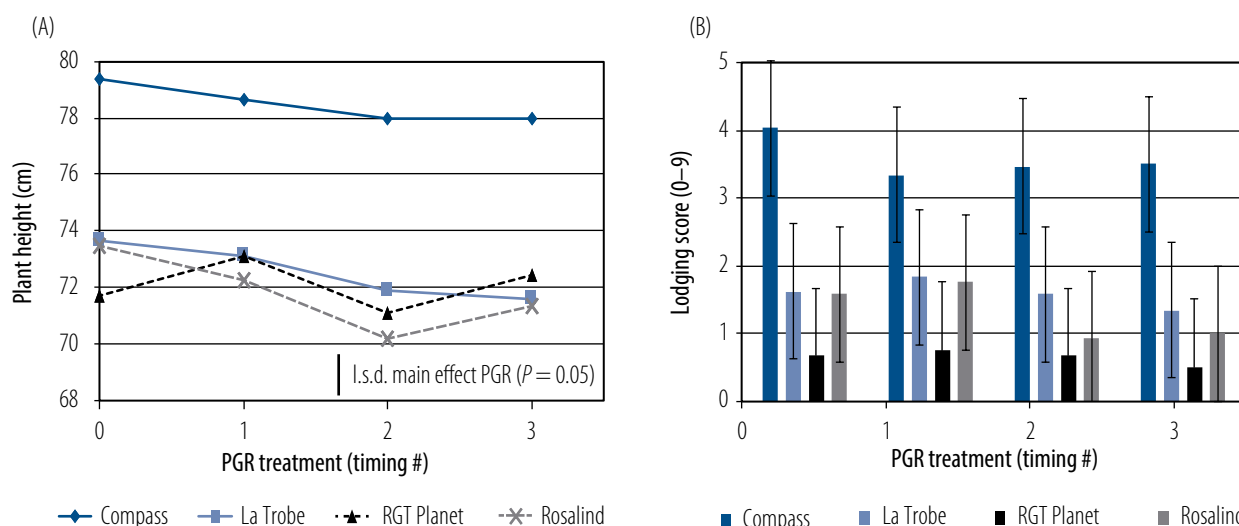 (A)
80
78
76
74
72
70
68
Plant height (cm)
l.s.d. main effect PGR (P = 0.05)
0 1 2 3
PGR treatment (timing #)
Compass La Trobe RGT Planet Rosalind
(B)
5
4
3
2
1
0
Lodging score (0–9)
0 1 2 3
PGR treatment (timing #)
Compass La Trobe RGT Planet Rosalind